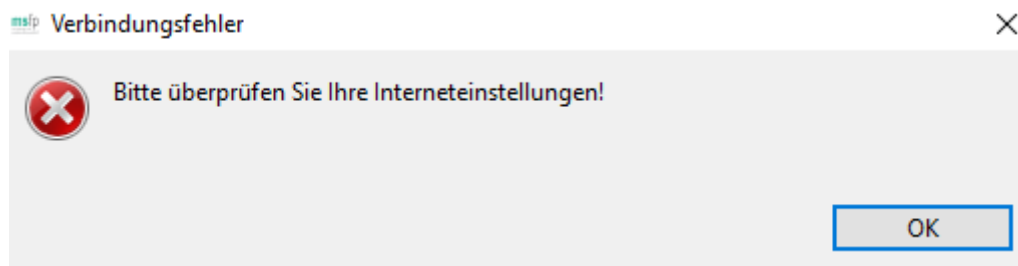 msfp Verbindungsfehler
Bitte überprüfen Sie Ihre Interneteinstellungen!
OK